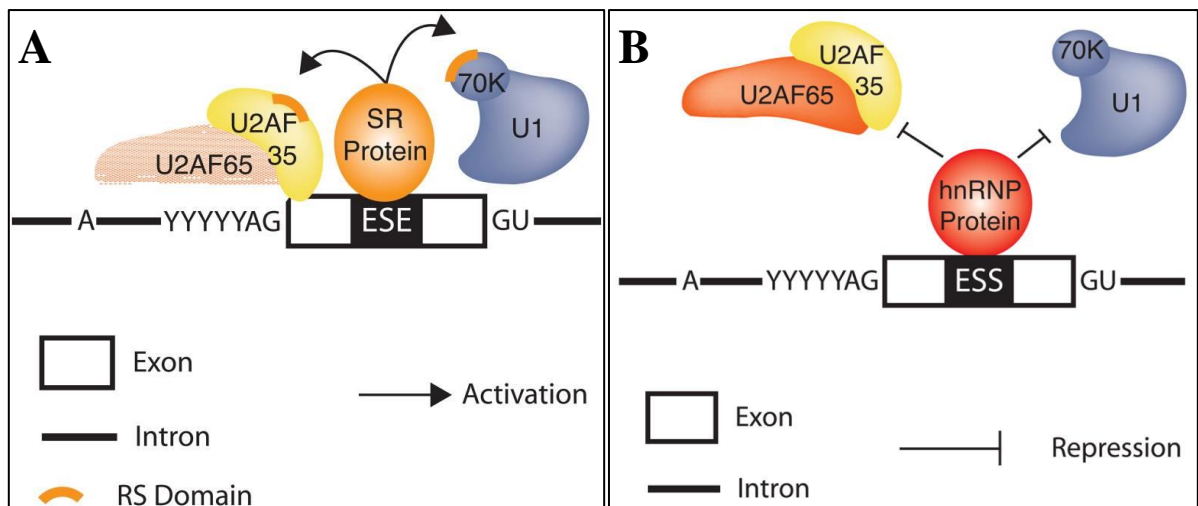 A
U2AF
35
U2AF65
SR
Protein
70K
U1
A YYYYYAG ESE GU
Exon
Activation
Intron
RS Domain
B
U2AF
35
U2AF65
70K
U1
hnRNP
Protein
A YYYYYAG ESS GU
Exon
Repression
Intron